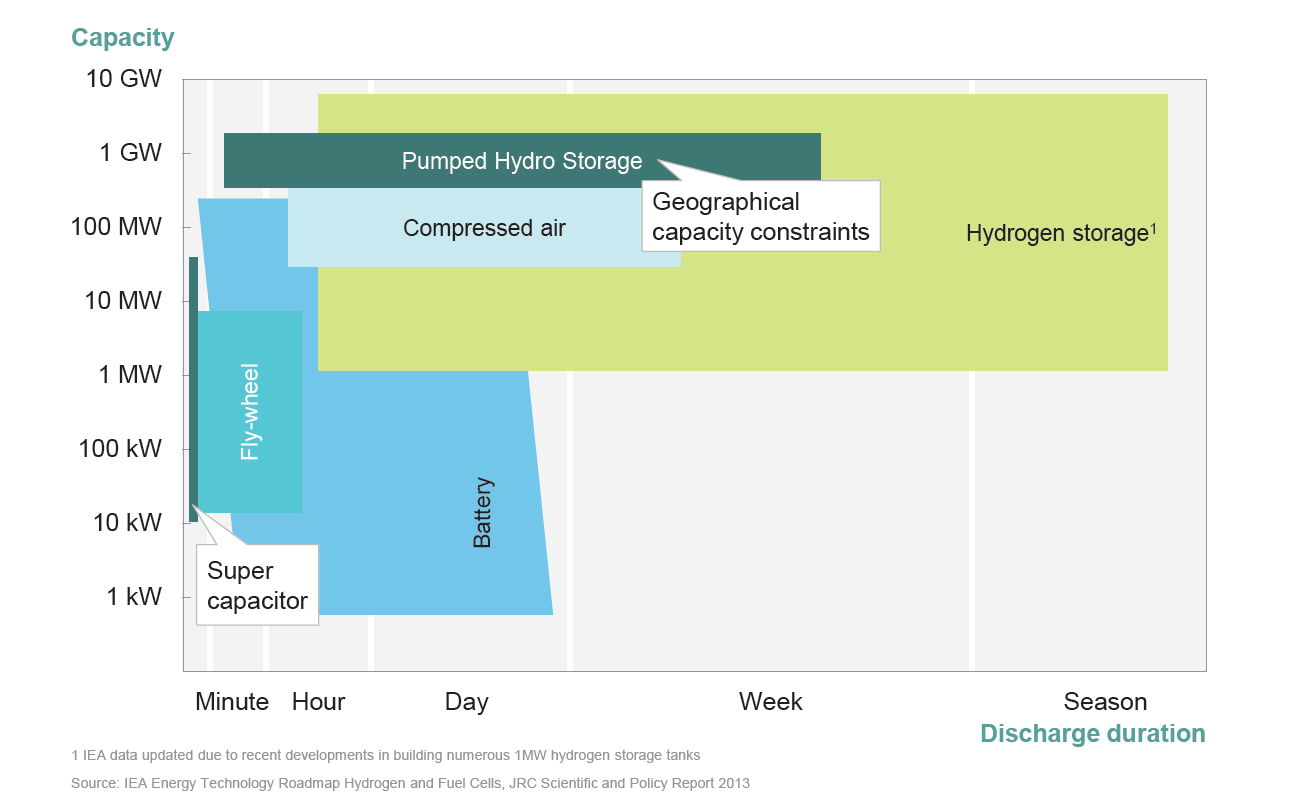 Capacity
10 GW
1 GW
100 MW
10 MW
1 MW
100 kW
10 kW
1 kW
Pumped Hydro Storage
Geographical
capacity constraints
Compressed air
Hydrogen storage¹
Fly-wheel
Battery
Super
capacitor
Minute
Hour
Day
Week
Season
Discharge duration
1 IEA data updated due to recent developments in building numerous 1MW hydrogen storage tanks
Source: IEA Energy Technology Roadmap Hydrogen and Fuel Cells, JRC Scientific and Policy Report 2013